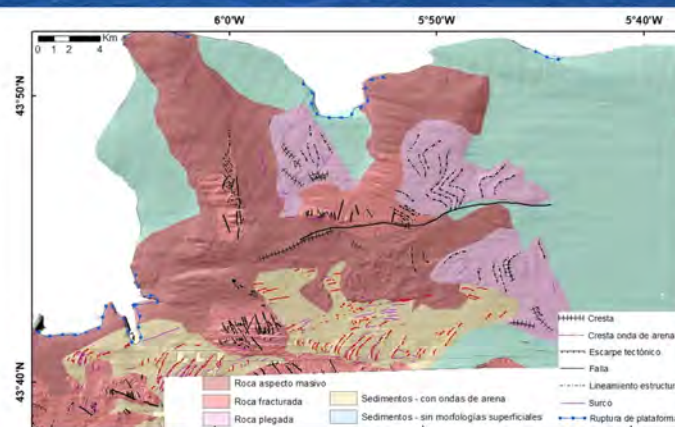 6°0'W 5°50'W 5°40'W
Km
0 1 2 4
43°50'N
43°40'N
Cresta
Cresta onda de arena
Escarpe tectónico
Falla
Lineamiento estructur
Surco
Ruptura de plataform
Roca aspecto masivo
Roca fracturada
Roca plegada
Sedimentos - con ondas de arena
Sedimentos - sin morfologías superficiales